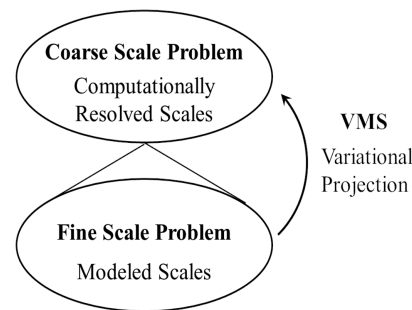 Coarse Scale Problem
Computationally
Resolved Scales
VMS
Variational
Projection
Fine Scale Problem
Modeled Scales